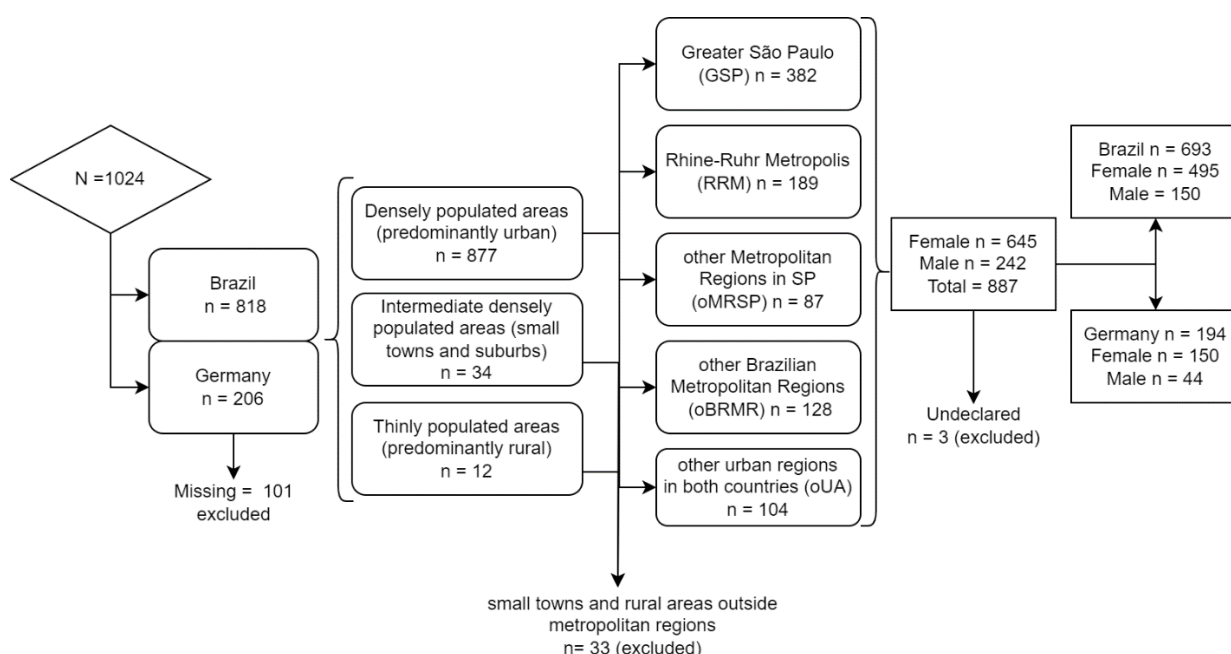 N =1024
Brazil
n = 818
Germany
n = 206
Missing =  101
excluded
Densely populated areas
(predominantly urban)
n = 877
Intermediate densely
populated areas (small
towns and suburbs)
n = 34
Thinly populated areas
(predominantly rural)
n = 12
Greater São Paulo
(GSP) n = 382
Rhine-Ruhr Metropolis
(RRM) n = 189
other Metropolitan
Regions in SP
(oMRSP) n = 87
other Brazilian
Metropolitan Regions
(oBRMR) n = 128
other urban regions
in both countries (oUA)
n = 104
small towns and rural areas outside
metropolitan regions
n= 33 (excluded)
Female = 645
Male = 242
Total = 887
Undeclared
n = 3 (excluded)
Brazil n = 693
Female = 495
Male = 150
Germany n = 194
Female = 150
Male = 44